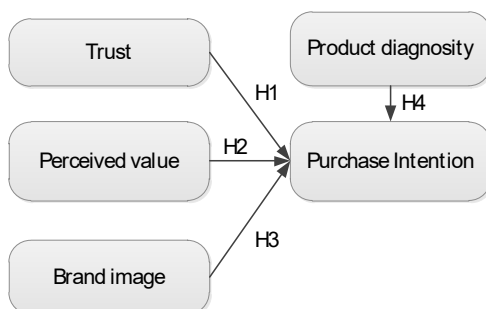 Trust
Product diagnosity
H1
H4
Perceived value
H2
Purchase Intention
H3
Brand image